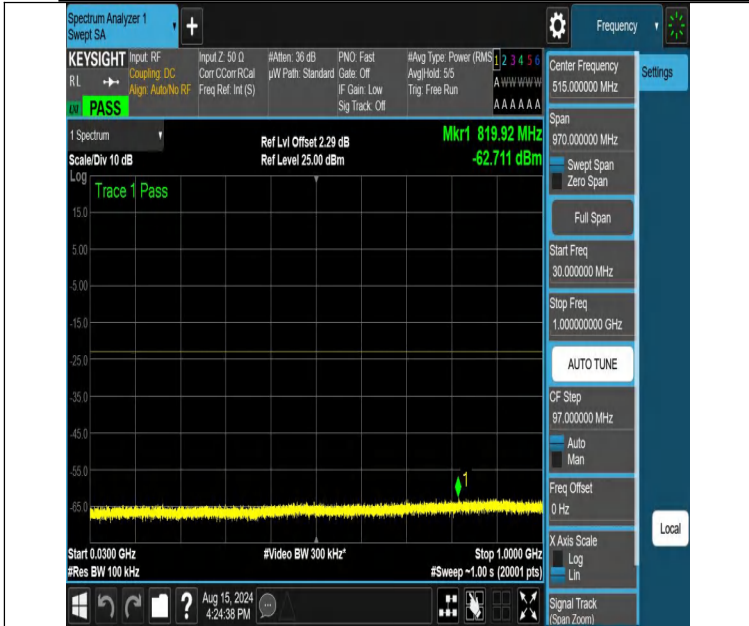 Spectrum Analyzer 1
Swept SA
+
Frequency
KEYSIGHT
RL
LXI
PASS
Input: RF
Coupling: DC
Align: Auto/No RF
Input Z: 50 Ω
Corr CCorr RCal
Freq Ref: Int (S)
#Atten: 36 dB
µW Path: Standard
PNO: Fast
Gate: Off
IF Gain: Low
Sig Track: Off
#Avg Type: Power (RMS
Avg|Hold: 5/5
Trig: Free Run
1 2 3 4 5 6
A W W W W W
A A A A A A
1 Spectrum
Scale/Div 10 dB
Ref Lvl Offset 2.29 dB
Ref Level 25.00 dBm
Mkr1 819.92 MHz
-62.711 dBm
Log
Trace 1 Pass
15.0
5.00
-5.00
-15.0
-25.0
-35.0
-45.0
-55.0
-65.0
1
Start 0.0300 GHz
#Res BW 100 kHz
#Video BW 300 kHz*
Stop 1.0000 GHz
#Sweep ~1.00 s (20001 pts)
Center Frequency
515.000000 MHz
Settings
Span
970.000000 MHz
Swept Span
Zero Span
Full Span
Start Freq
30.000000 MHz
Stop Freq
1.000000000 GHz
AUTO TUNE
CF Step
97.000000 MHz
Auto
Man
Freq Offset
0 Hz
X Axis Scale
Log
Lin
Local
Signal Track
(Span Zoom)
?
Aug 15, 2024
4:24:38 PM